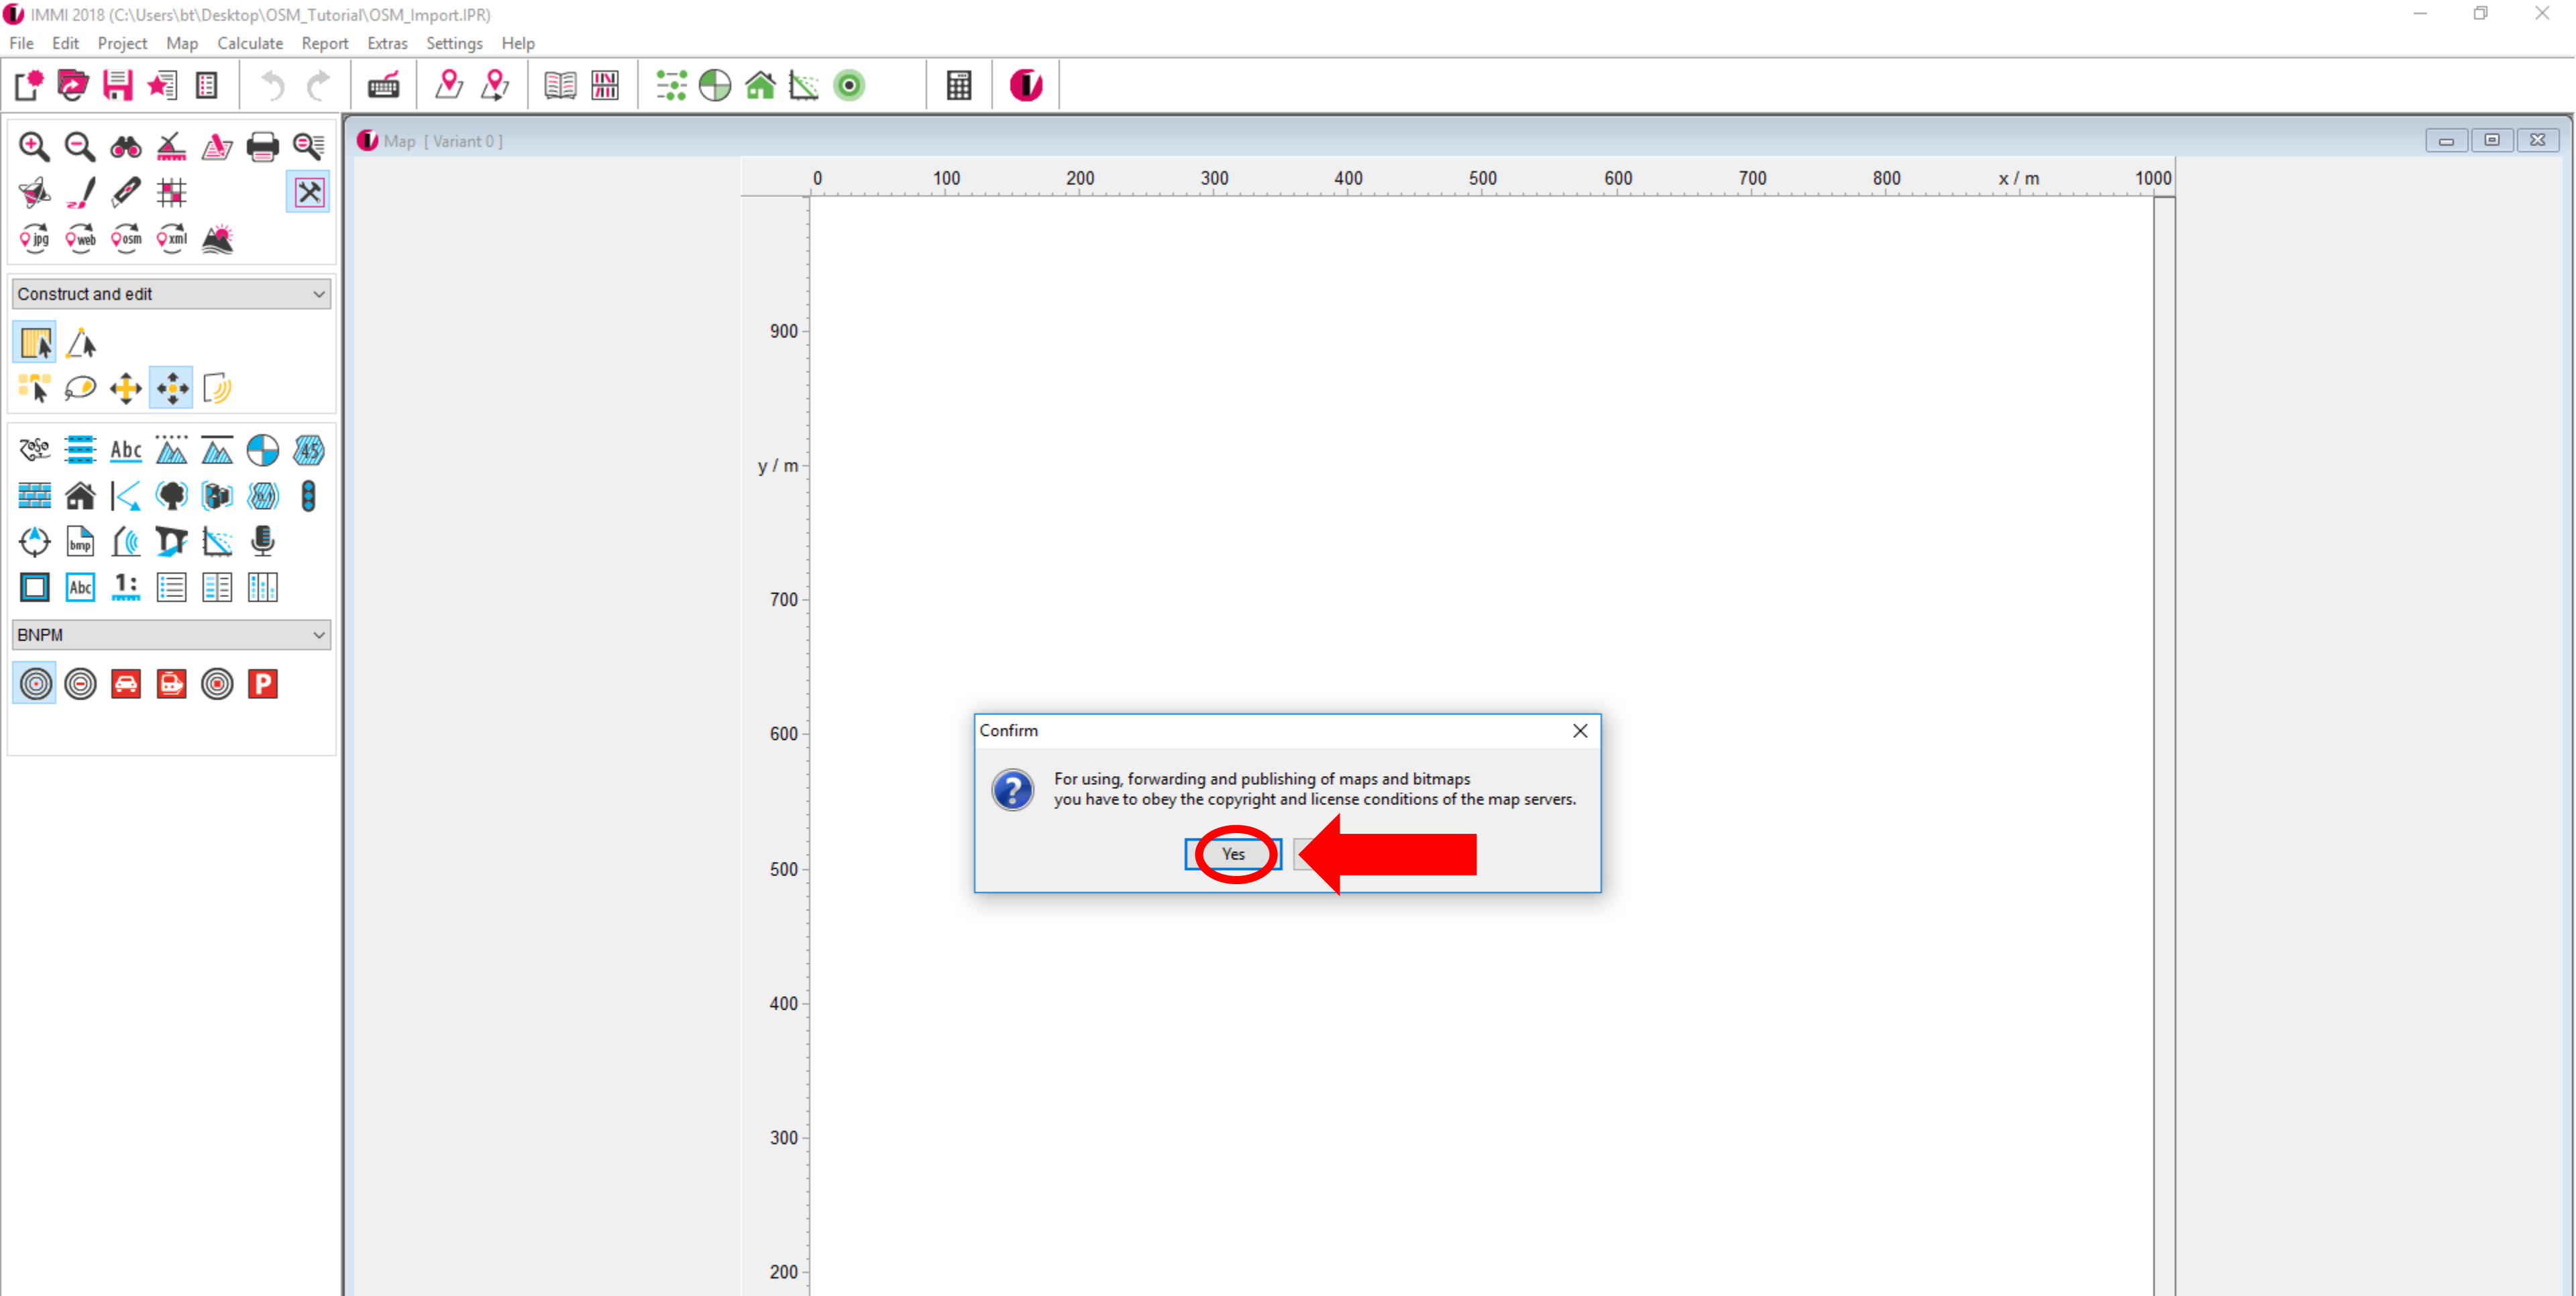 IMMI 2018 (C:\Users\bt\Desktop\OSM_Tutorial\OSM_Import.IPR)
File Edit Project Map Calculate Report Extras Settings Help
Map [ Variant 0 ]
0 100 200 300 400 500 600 700 800 x / m 1000
jpg web osm xml
Construct and edit
900
Abc 45
y / m
bmp
Abc 1:
700
BNPM
P
600
Confirm
For using, forwarding and publishing of maps and bitmaps
you have to obey the copyright and license conditions of the map servers.
Yes
500
400
300
200